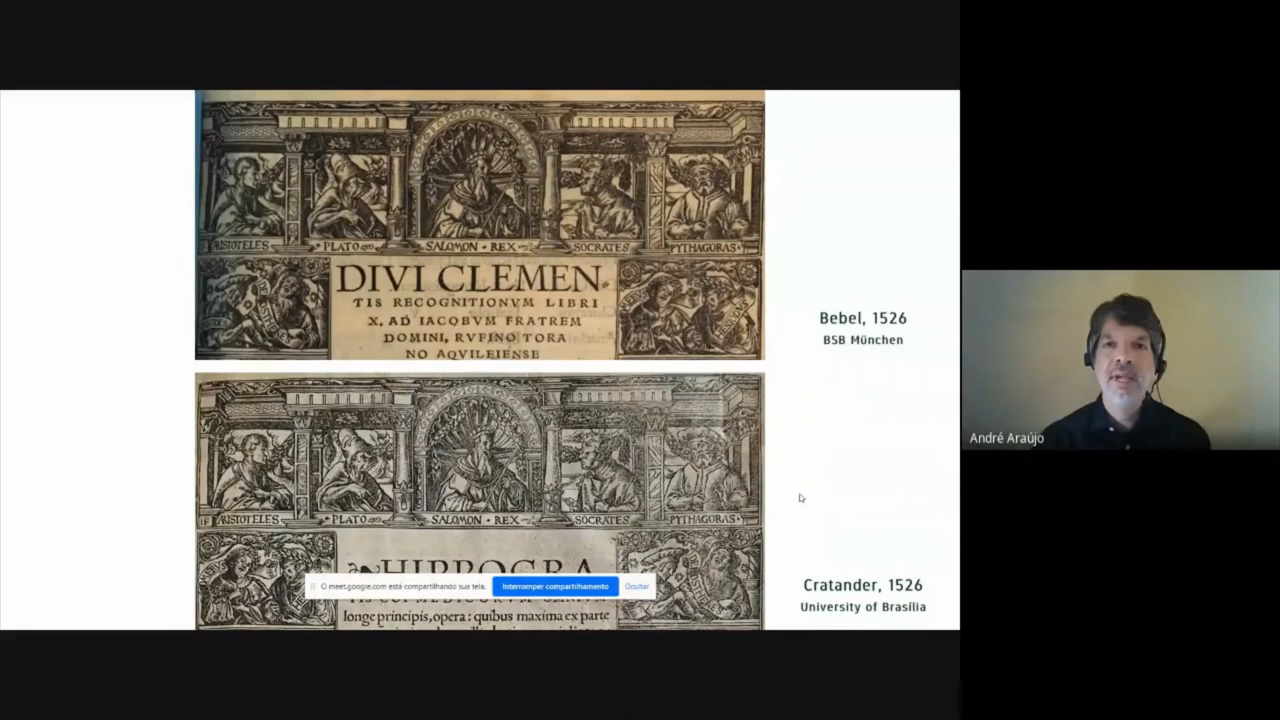 ARISTOTELES
PLATO
SALOMON · REX
SOCRATES
PYTHAGORAS
DIVI CLEMEN
TIS RECOGNITIONVM LIBRI
X. AD IACOBVM FRATREM
DOMINI, RVFINO TORA
NO AQVILEIENSE
Bebel, 1526
BSB München
IF ARISTOTELES
PLATO
SALOMON · REX
SOCRATES
PYTHAGORAS
HIPPOCRA
O meet.google.com está compartilhando sua tela. Interromper compartilhamento Ocultar
longe principis, opera: quibus maxima ex parte
Cratander, 1526
University of Brasília
André Araújo